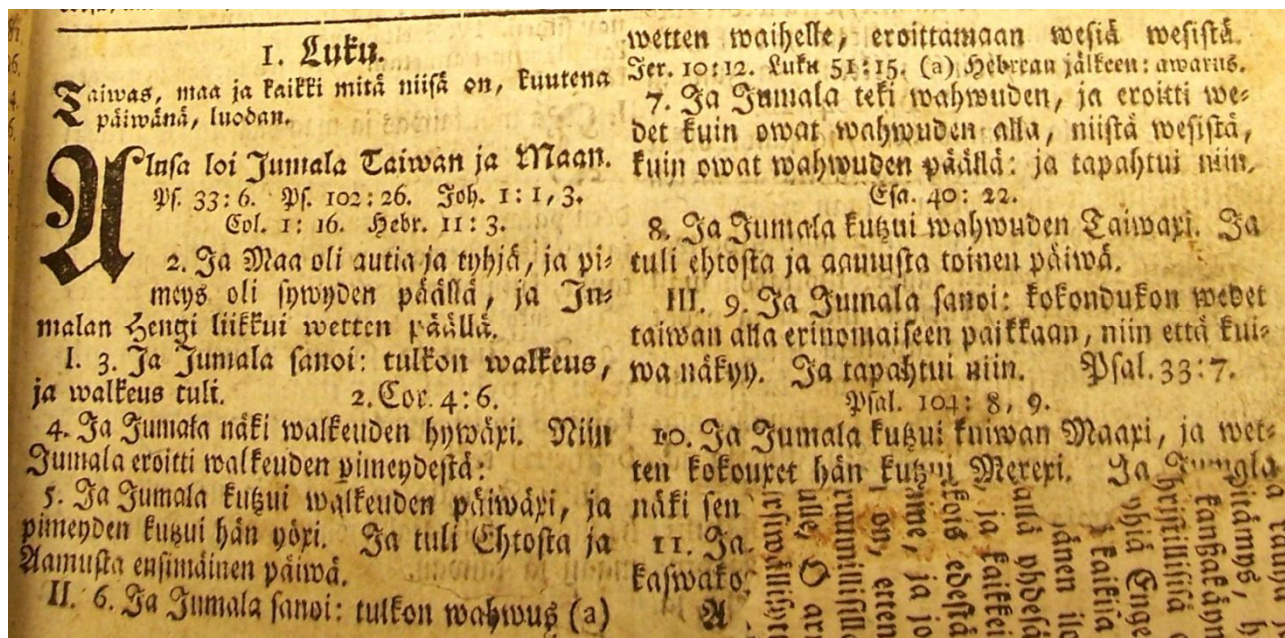 1. Luku.
Taiwas, maa ja kaikki mitä niisä on, kuutena
päiwänä, luodan.
Alusa loi Jumala Taiwan ja Maan.
Ps. 33: 6. Ps. 102: 26. Joh. 1: 1, 3.
Col. 1: 16. Hebr. 11: 3.
2. Ja Maa oli autia ja tyhjä, ja pi-
meys oli sywyden päällä, ja Ju-
malan Hengi liikkui wetten päällä.
I. 3. Ja Jumala sanoi: tulkon walkeus,
ja walkeus tuli. 2. Cor. 4: 6.
4. Ja Jumala näki walkeuden hywäxi. Niin
Jumala eroitti walkeuden pimeydestä:
5. Ja Jumala kutzui walkeuden päiwäxi, ja
pimeyden kutzui hän yöxi. Ja tuli Ehtosta ja
Aamusta ensimäinen päiwä.
II. 6. Ja Jumala sanoi: tulkon wahwus (a)
wetten waihelle, eroittamaan wesiä wesistä.
Jer. 10: 12. Luku 51: 15. (a) Hebrean jälkeen: awarus.
7. Ja Jumala teki wahwuden, ja eroitti we-
det kuin owat wahwuden alla, niistä wesistä,
kuin owat wahwuden päällä: ja tapahtui niin.
Esa. 40: 22.
8. Ja Jumala kutzui wahwuden Taiwaxi. Ja
tuli ehtosta ja aamusta toinen päiwä.
III. 9. Ja Jumala sanoi: kokondukon wedet
taiwan alla erinomaiseen paikkaan, niin että kui-
wa näkyy. Ja tapahtui niin. Psal. 33: 7.
Psal. 104: 8, 9.
10. Ja Jumala kutzui kuiwan Maaxi, ja wet-
ten kokouxet hän kutzui Merexi. Ja Jumala
näki sen
11. Ja
kaswako
A